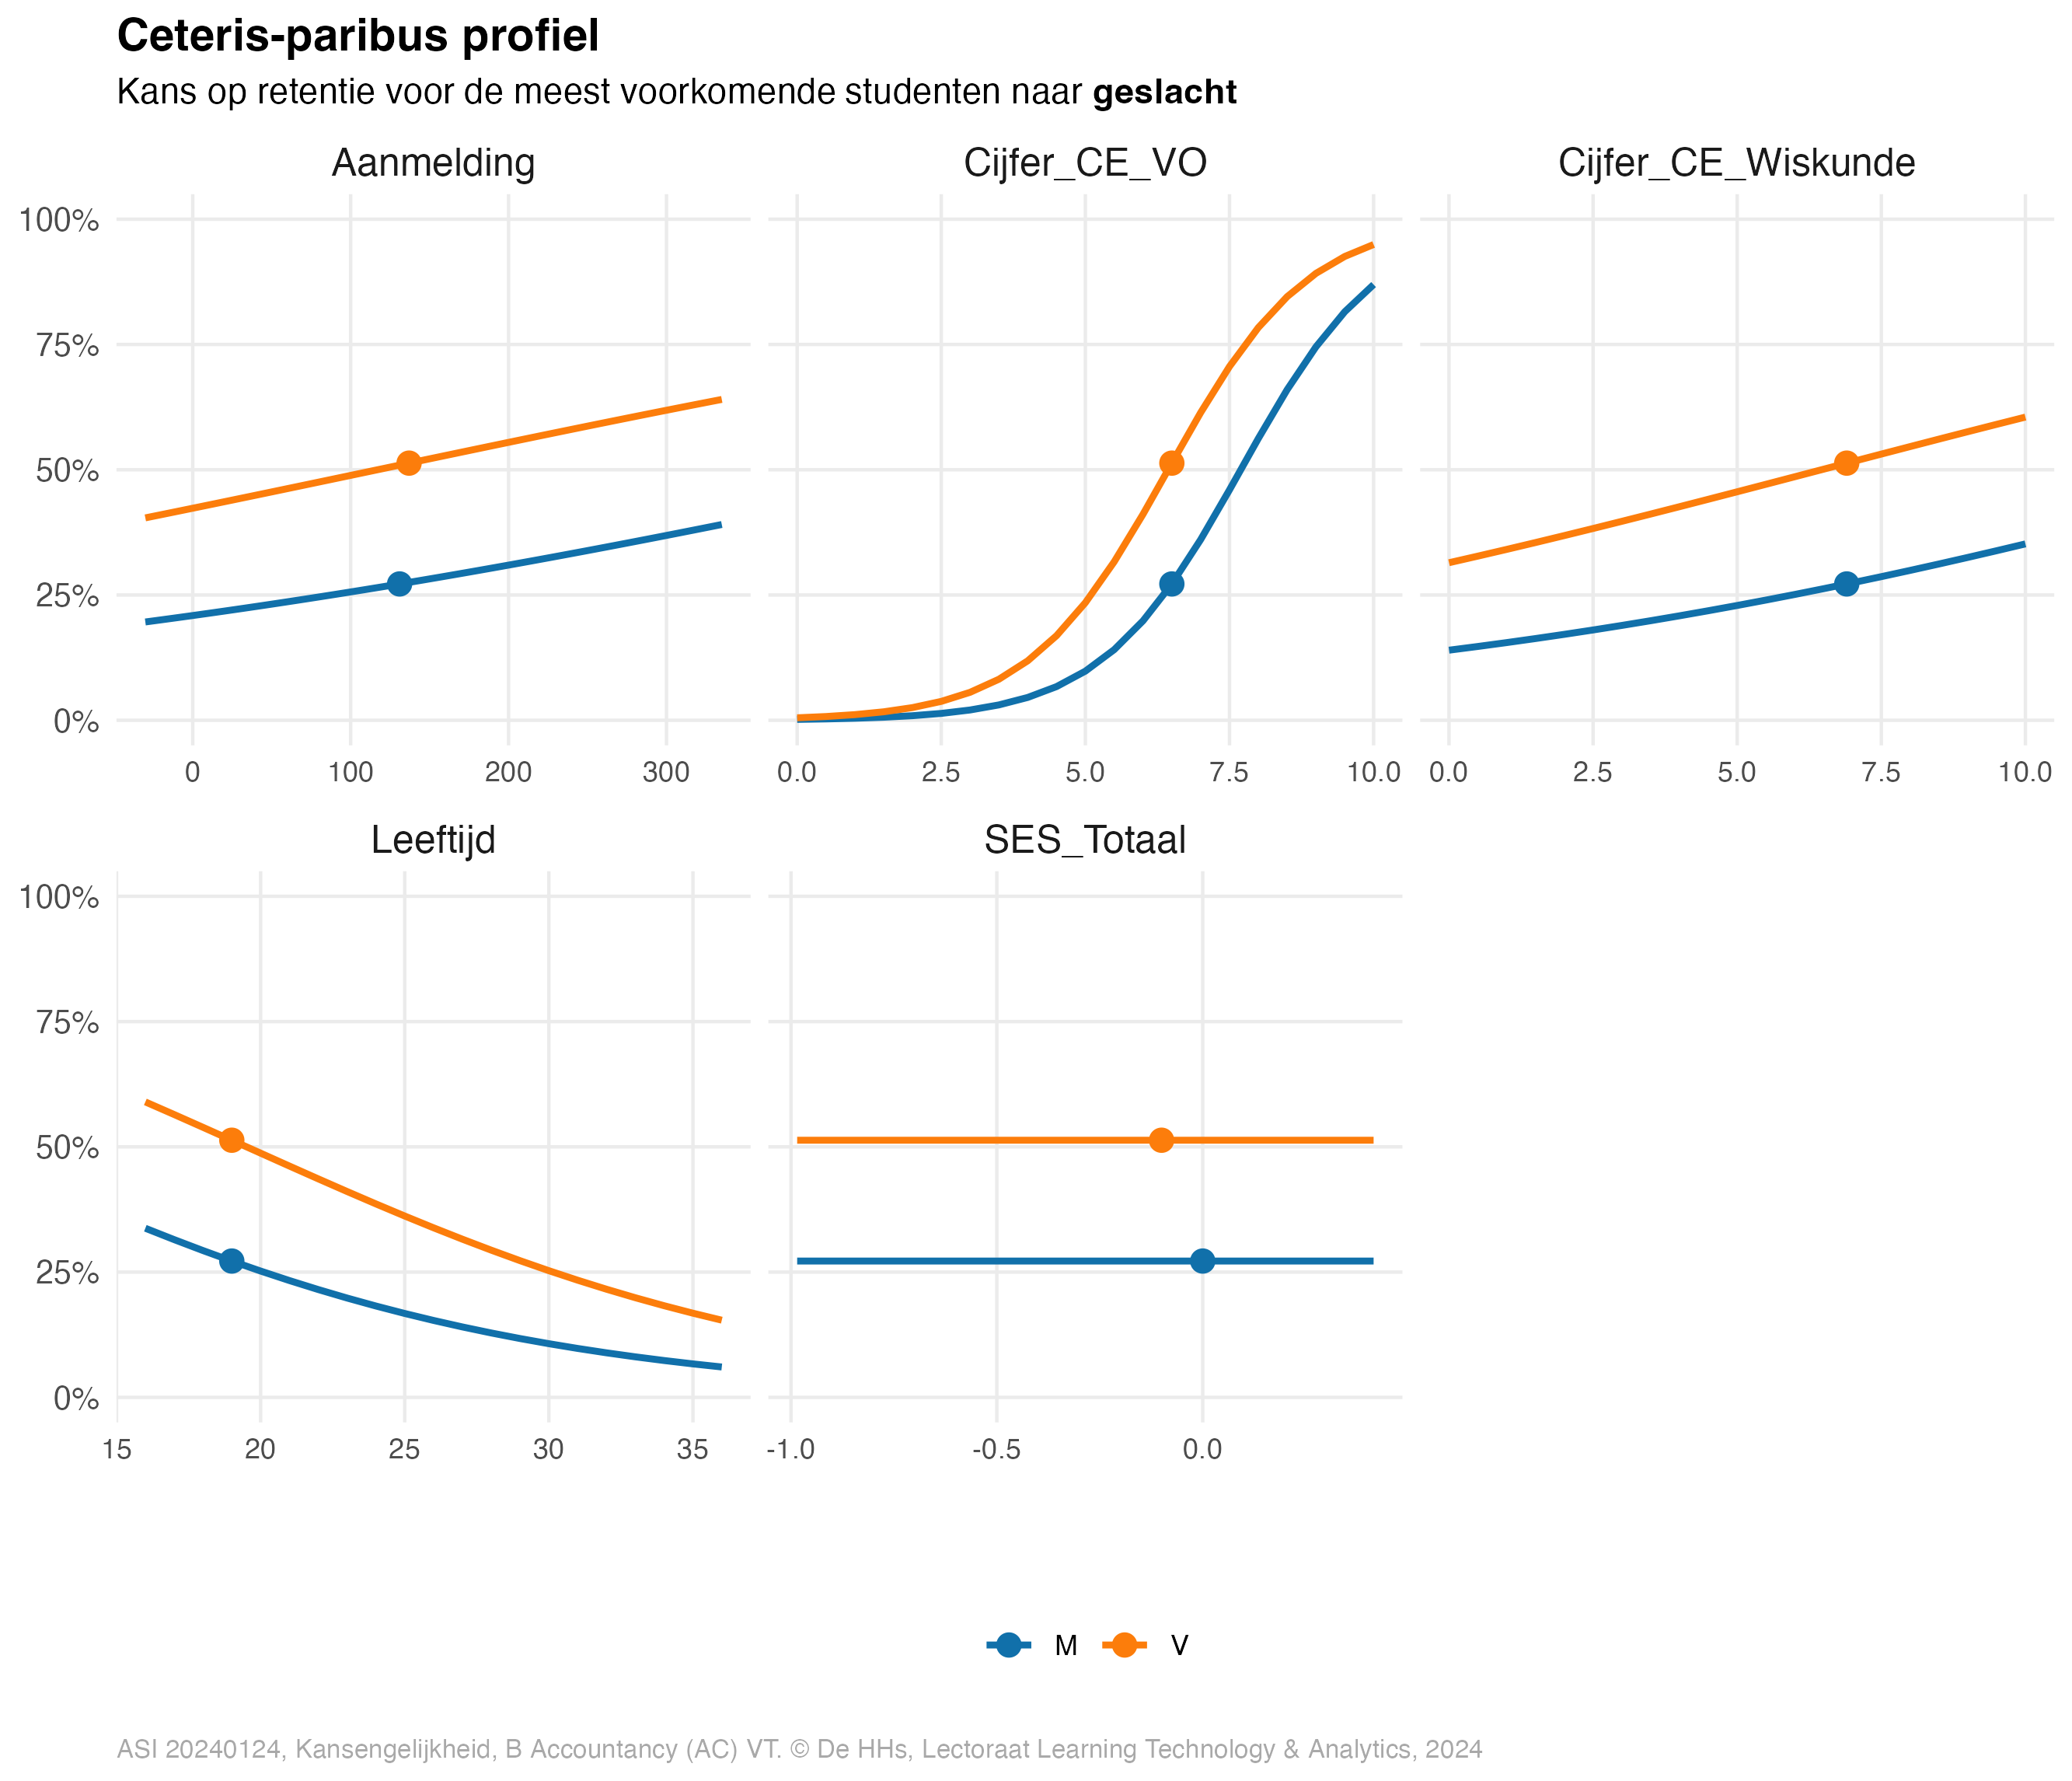 Ceteris-paribus profiel
Kans op retentie voor de meest voorkomende studenten naar geslacht
Aanmelding
Cijfer_CE_VO
Cijfer_CE_Wiskunde
100%
75%
50%
25%
0%
0 100 200 300
0.0 2.5 5.0 7.5 10.0
0.0 2.5 5.0 7.5 10.0
Leeftijd
SES_Totaal
100%
75%
50%
25%
0%
15 20 25 30 35
-1.0 -0.5 0.0
M V
ASI 20240124, Kansengelijkheid, B Accountancy (AC) VT. © De HHs, Lectoraat Learning Technology & Analytics, 2024